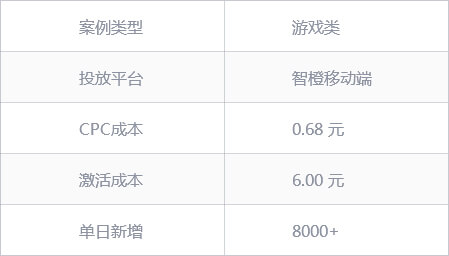 案例类型 游戏类
投放平台 智橙移动端
CPC成本 0.68 元
激活成本 6.00 元
单日新增 8000+